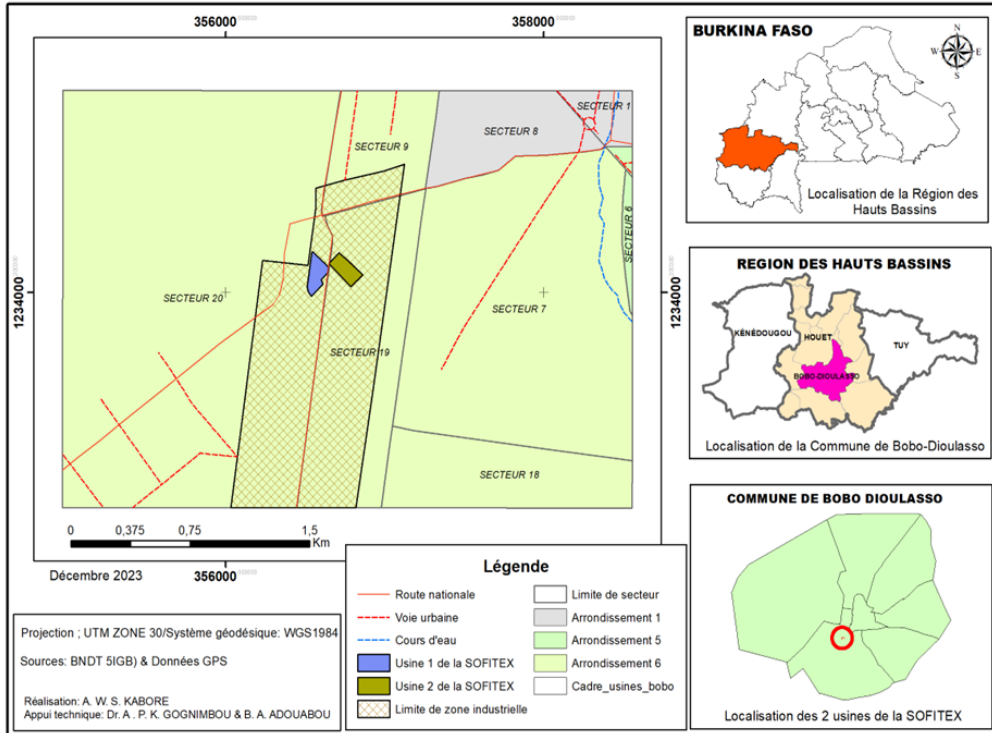 356000
358000
1234000
1234000
SECTEUR 1
SECTEUR 8
SECTEUR 9
SECTEUR 6
SECTEUR 20
SECTEUR 7
SECTEUR 19
SECTEUR 18
0 0,375 0,75 1,5
Km
Décembre 2023
356000
Projection ; UTM ZONE 30/Système géodésique: WGS1984
Sources: BNDT 5IGB) & Données GPS
Réalisation: A. W. S. KABORE
Appui technique: Dr. A . P. K. GOGNIMBOU & B. A. ADOUABOU
Légende
Route nationale
Voie urbaine
Cours d'eau
Usine 1 de la SOFITEX
Usine 2 de la SOFITEX
Limite de zone industrielle
Limite de secteur
Arrondissement 1
Arrondissement 5
Arrondissement 6
Cadre_usines_bobo
BURKINA FASO
N
W E
S
Localisation de la Région des
Hauts Bassins
REGION DES HAUTS BASSINS
KÉNÉDOUGOU
HOUET
TUY
BOBO-DIOULASSO
Localisation de la Commune de Bobo-Dioulasso
COMMUNE DE BOBO DIOULASSO
Localisation des 2 usines de la SOFITEX